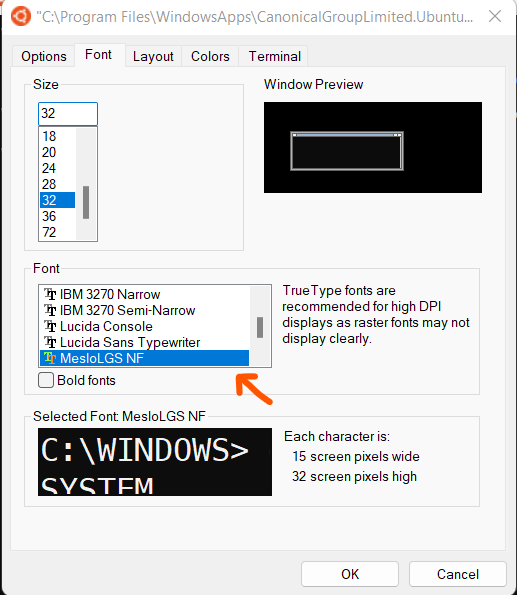 "C:\Program Files\WindowsApps\CanonicalGroupLimited.Ubuntu...
Options
Font
Layout
Colors
Terminal
Size
Window Preview
32
18
20
24
28
32
36
72
Font
IBM 3270 Narrow
IBM 3270 Semi-Narrow
Lucida Console
Lucida Sans Typewriter
MesloLGS NF
TrueType fonts are
recommended for high DPI
displays as raster fonts may not
display clearly.
Bold fonts
Selected Font: MesloLGS NF
C:\WINDOWS>
SYSTEM
Each character is:
15 screen pixels wide
32 screen pixels high
OK
Cancel